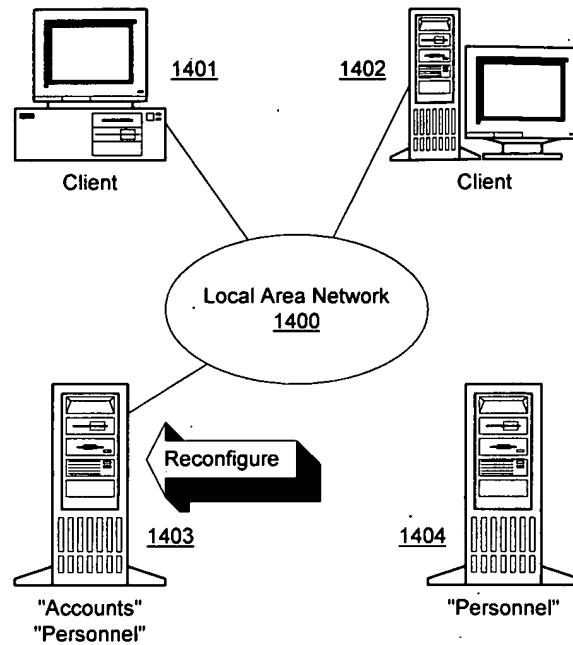 1401
1402
Client
Client
Local Area Network
1400
Reconfigure
1403
1404
"Accounts"
"Personnel"
"Personnel"